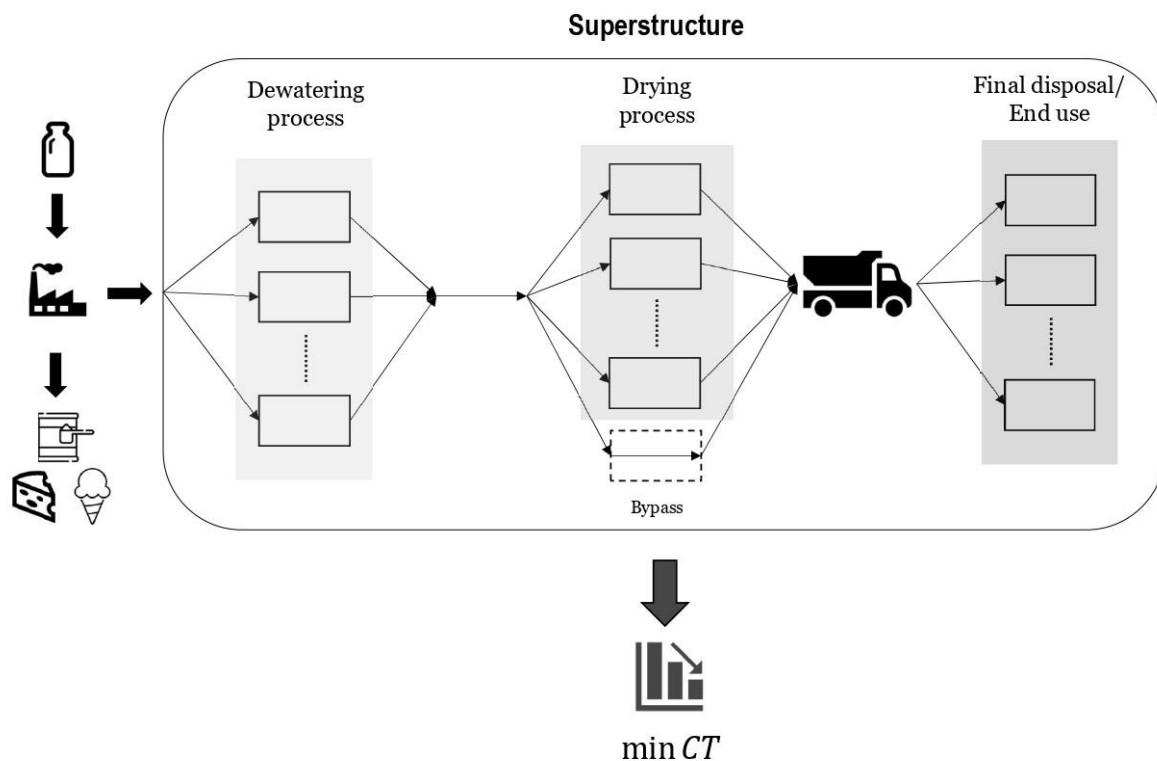 Superstructure
Dewatering
process
Drying
process
Final disposal/
End use
Bypass
min CT